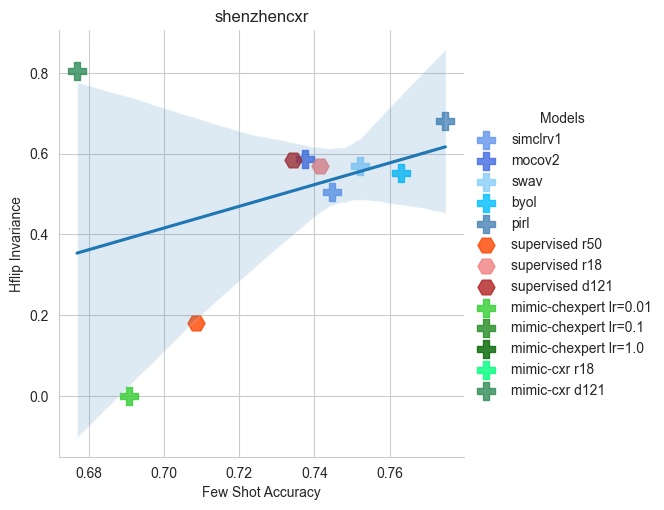 shenzhencxr
Hflip Invariance
0.8
0.6
0.4
0.2
0.0
0.68 0.70 0.72 0.74 0.76
Few Shot Accuracy
Models
simclrv1
mocov2
swav
byol
pirl
supervised r50
supervised r18
supervised d121
mimic-chexpert lr=0.01
mimic-chexpert lr=0.1
mimic-chexpert lr=1.0
mimic-cxr r18
mimic-cxr d121